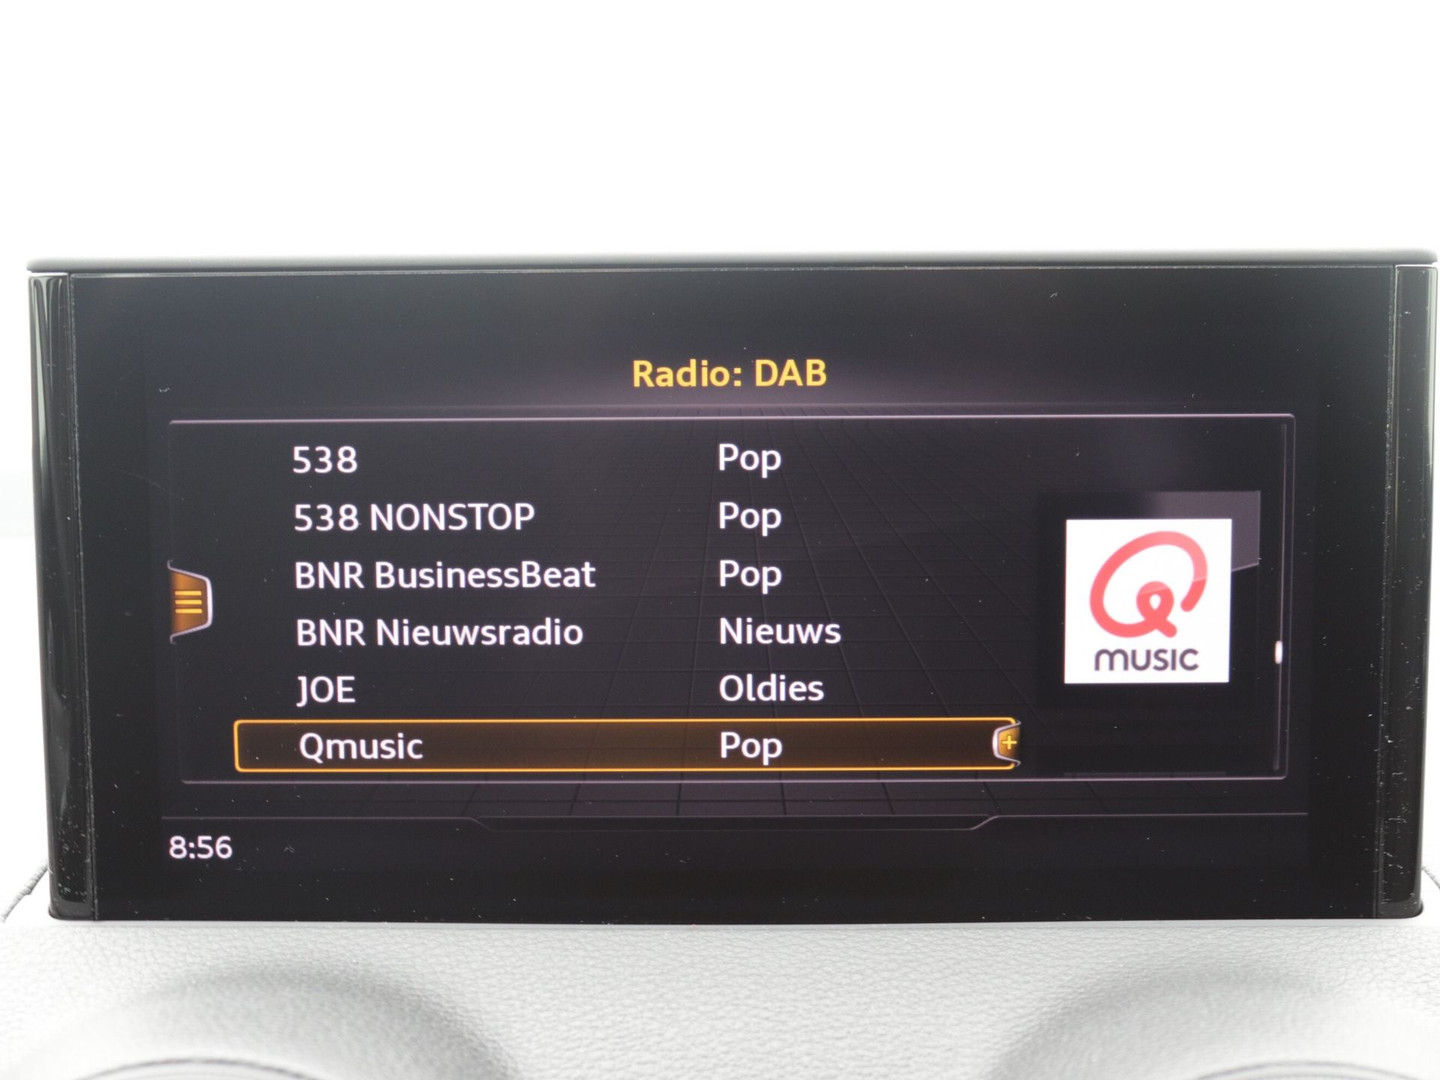 Radio: DAB
538 Pop
538 NONSTOP Pop
BNR BusinessBeat Pop
BNR Nieuwsradio Nieuws
JOE Oldies
Qmusic Pop
Q
music
8:56